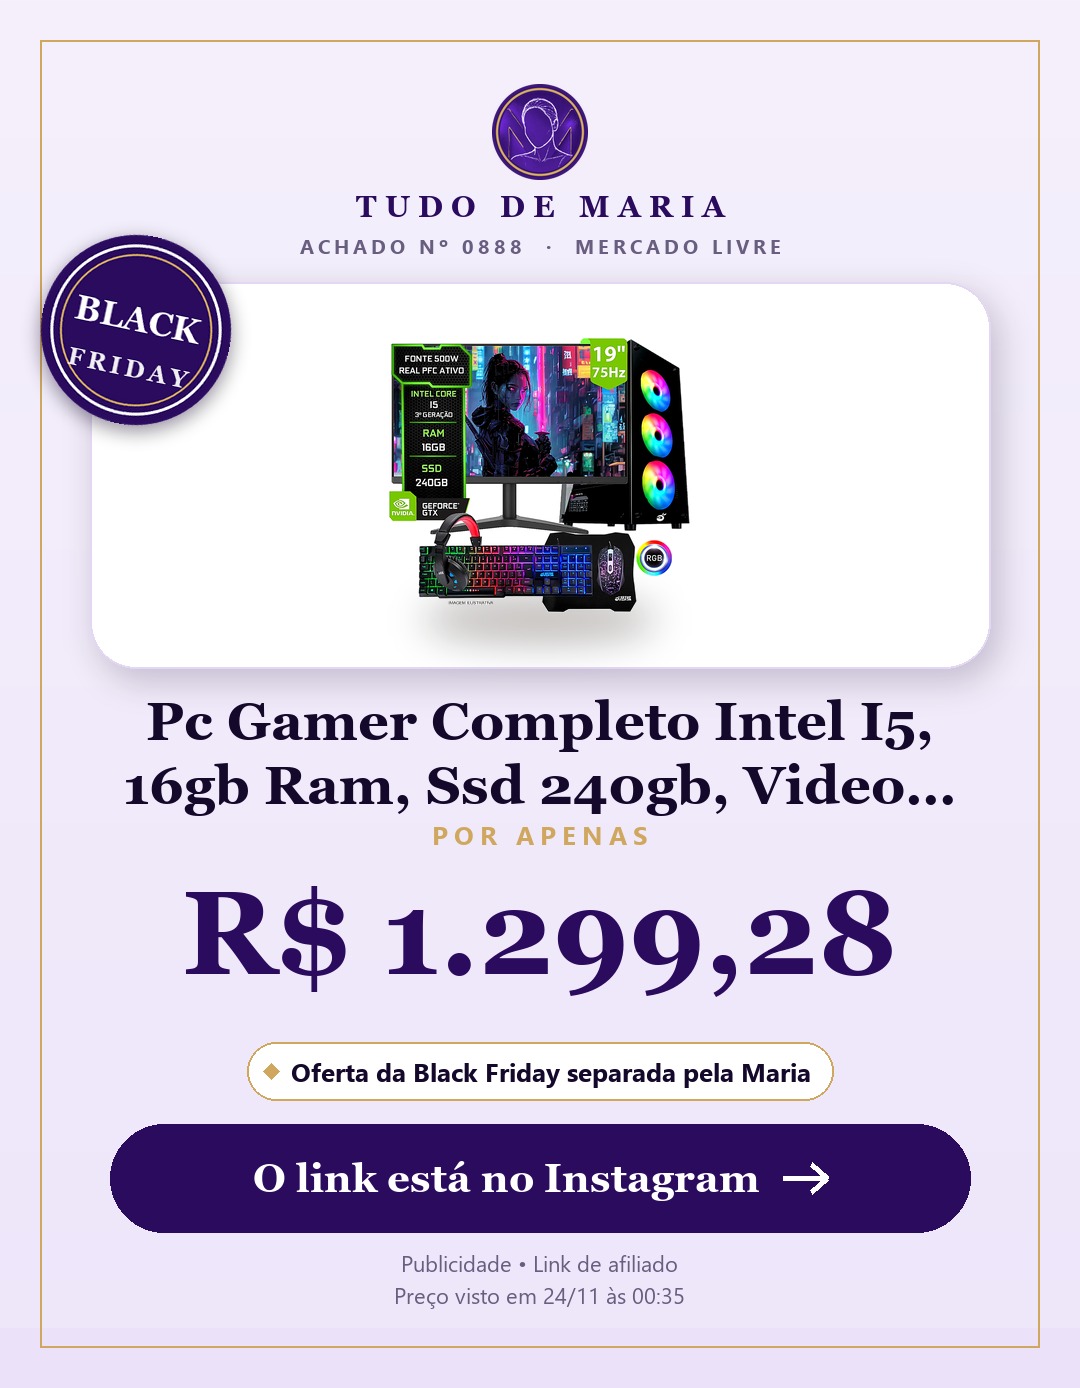 TUDO DE MARIA
ACHADO Nº 0888 · MERCADO LIVRE
BLACK
FRIDAY
FONTE 500W
REAL PFC ATIVO
INTEL CORE
I5
3ª GERAÇÃO
RAM
16GB
SSD
240GB
NVIDIA.
GEFORCE
GTX
19"
75Hz
RGB
IMAGEM ILUSTRATIVA
Pc Gamer Completo Intel I5,
16gb Ram, Ssd 240gb, Video...
POR APENAS
R$ 1.299,28
Oferta da Black Friday separada pela Maria
O link está no Instagram →
Publicidade • Link de afiliado
Preço visto em 24/11 às 00:35